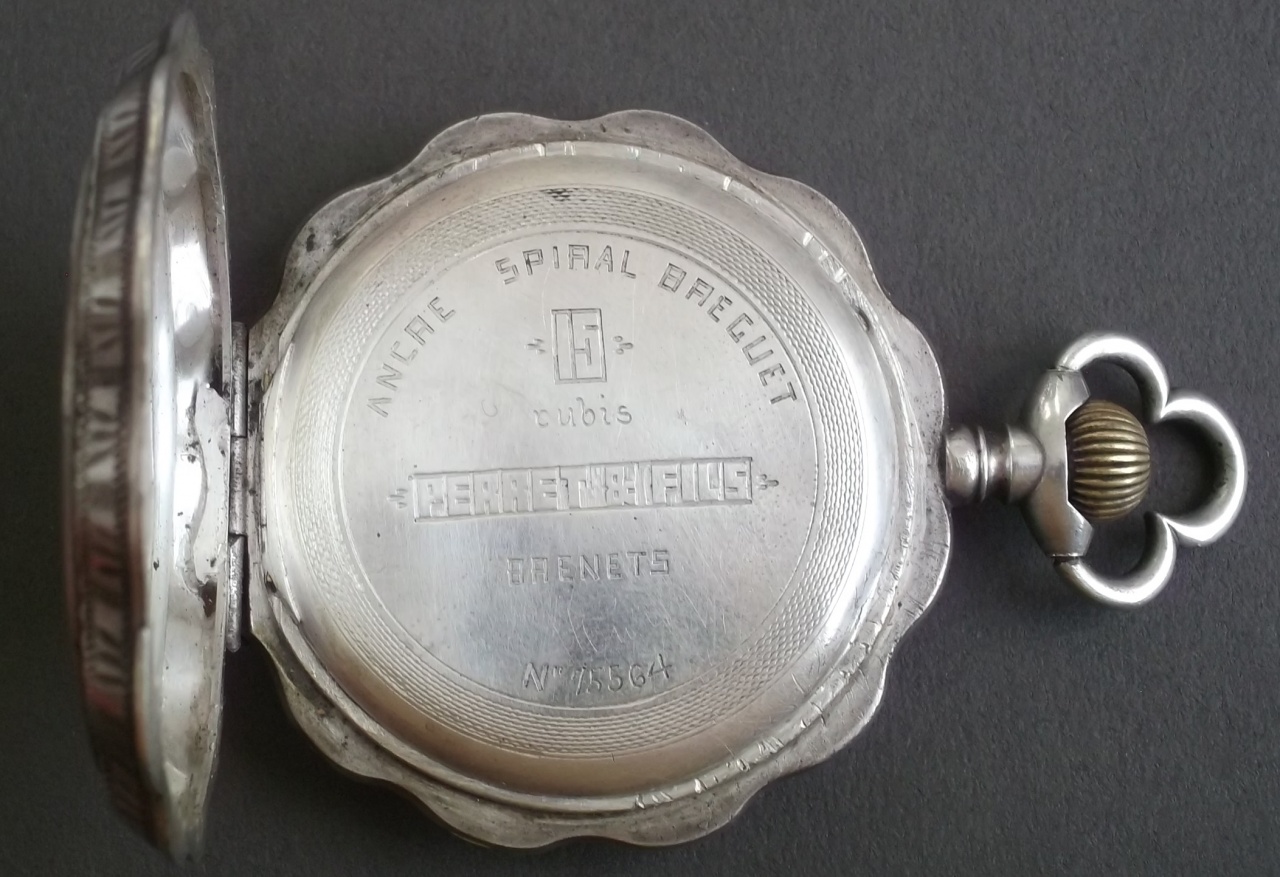 ANCRE SPIRAL BREGUET
15
rubis
PERRET & FILS
BRENETS
No 75564